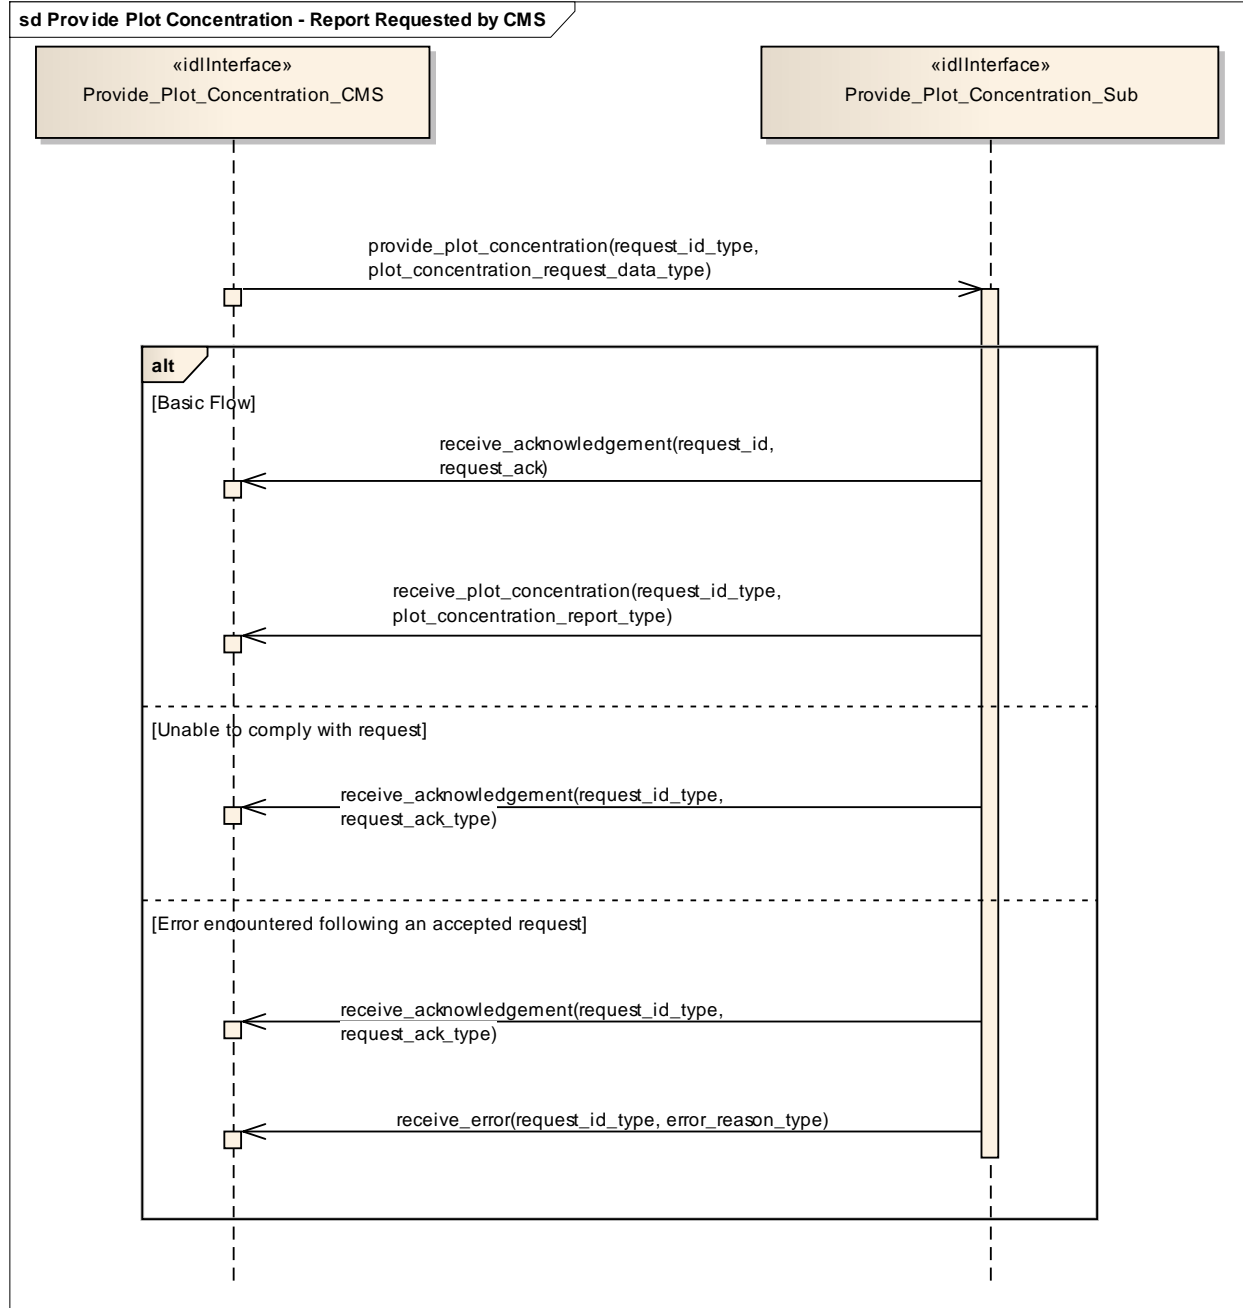 sd Provide Plot Concentration - Report Requested by CMS
«idlInterface»
Provide_Plot_Concentration_CMS
«idlInterface»
Provide_Plot_Concentration_Sub
provide_plot_concentration(request_id_type,
plot_concentration_request_data_type)
alt
[Basic Flow]
receive_acknowledgement(request_id,
request_ack)
receive_plot_concentration(request_id_type,
plot_concentration_report_type)
[Unable to comply with request]
receive_acknowledgement(request_id_type,
request_ack_type)
[Error encountered following an accepted request]
receive_acknowledgement(request_id_type,
request_ack_type)
receive_error(request_id_type, error_reason_type)